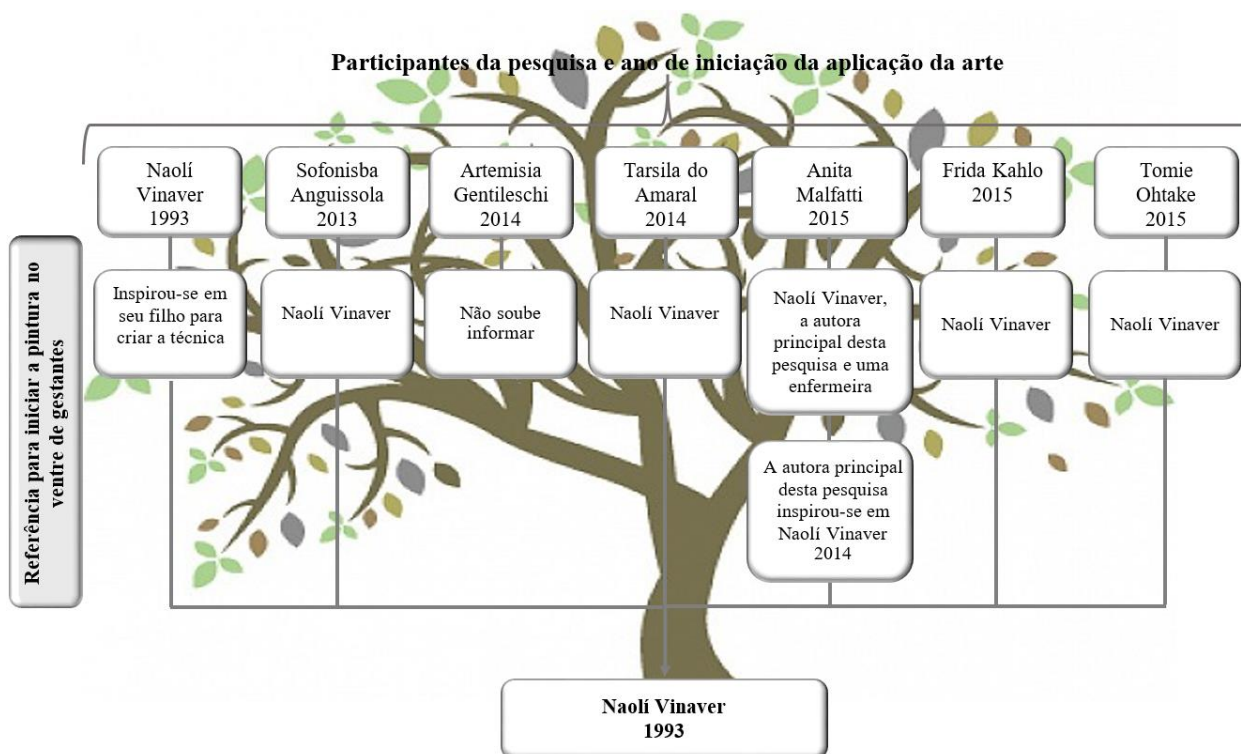 Participantes da pesquisa e ano de iniciação da aplicação da arte
Naolí
Vinaver
1993
Sofonisba
Anguissola
2013
Artemisia
Gentileschi
2014
Tarsila do
Amaral
2014
Anita
Malfatti
2015
Frida Kahlo
2015
Tomie
Ohtake
2015
Referência para iniciar a pintura no
ventre de gestantes
Inspirou-se em
seu filho para
criar a técnica
Naolí Vinaver
Não soube
informar
Naolí Vinaver
Naolí Vinaver,
a autora
principal desta
pesquisa e uma
enfermeira
Naolí Vinaver
Naolí Vinaver
A autora principal
desta pesquisa
inspirou-se em
Naolí Vinaver
2014
Naolí Vinaver
1993